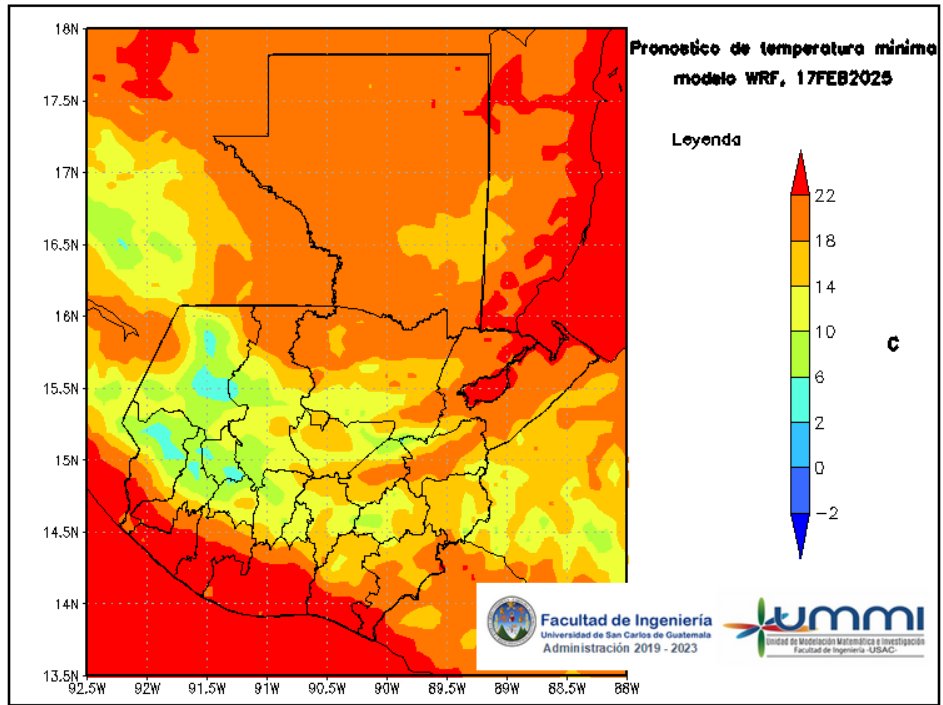 Pronostico de temperatura minima
modelo WRF, 17FEB2025
Leyenda
22
18
14
10
6
2
0
−2
C
18N
17.5N
17N
16.5N
16N
15.5N
15N
14.5N
14N
13.5N
92.5W 92W 91.5W 91W 90.5W 90W 89.5W 89W 88.5W 88W
Facultad de Ingeniería
Universidad de San Carlos de Guatemala
Administración 2019 - 2023
ummi
Unidad de Modelación Matemática e Investigación
Facultad de Ingeniería -USAC-